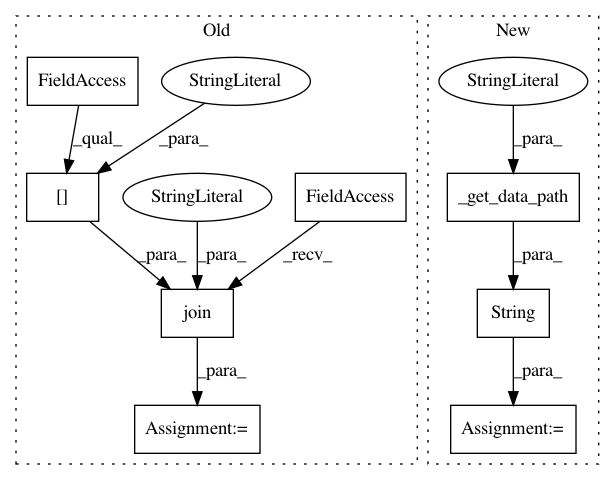 Old
New
FieldAccess
StringLiteral
StringLiteral
_qual_
_para_
_para_
[]
StringLiteral
FieldAccess
_get_data_path
_para_
_para_
_recv_
_para_
join
String
_para_
_para_
Assignment:=
Assignment:=